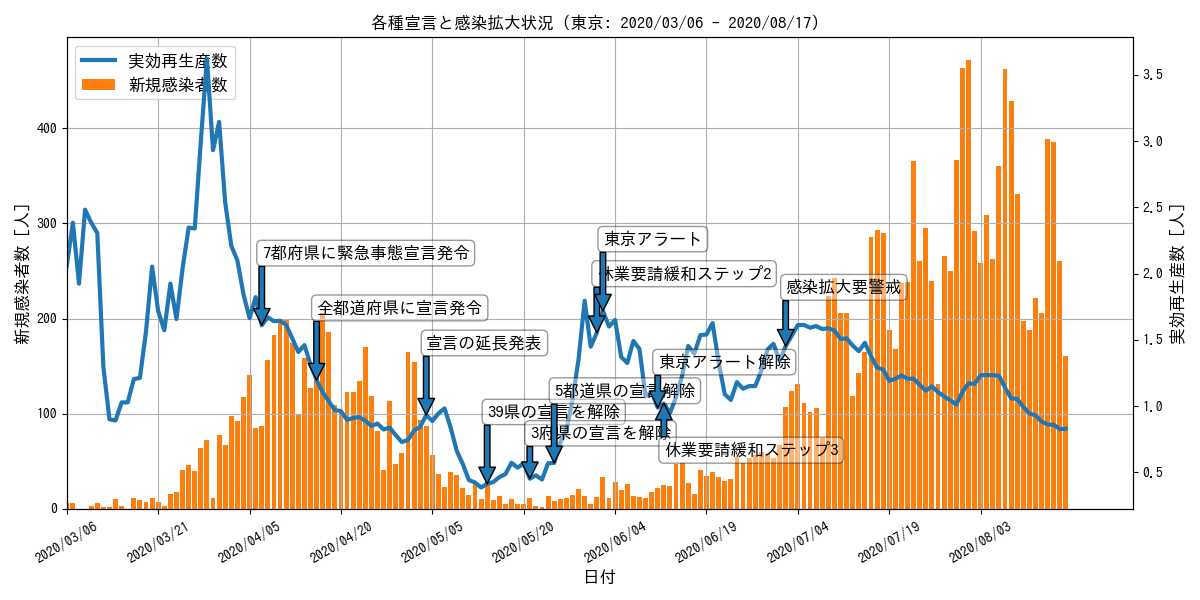 各種宣言と感染拡大状況 (東京: 2020/03/06 - 2020/08/17)
実効再生産数
新規感染者数
新規感染者数 [人]
400
300
200
100
0
3.5
3.0
2.5
2.0
1.5
1.0
0.5
実効再生産数 [人]
東京アラート
7都府県に緊急事態宣言発令
休業要請緩和ステップ2
感染拡大要警戒
全都道府県に宣言発令
宣言の延長発表
東京アラート解除
5都道県の宣言解除
39県の宣言を解除
3府県の宣言を解除
休業要請緩和ステップ3
2020/03/06
2020/03/21
2020/04/05
2020/04/20
2020/05/05
2020/05/20
2020/06/04
2020/06/19
2020/07/04
2020/07/19
2020/08/03
日付